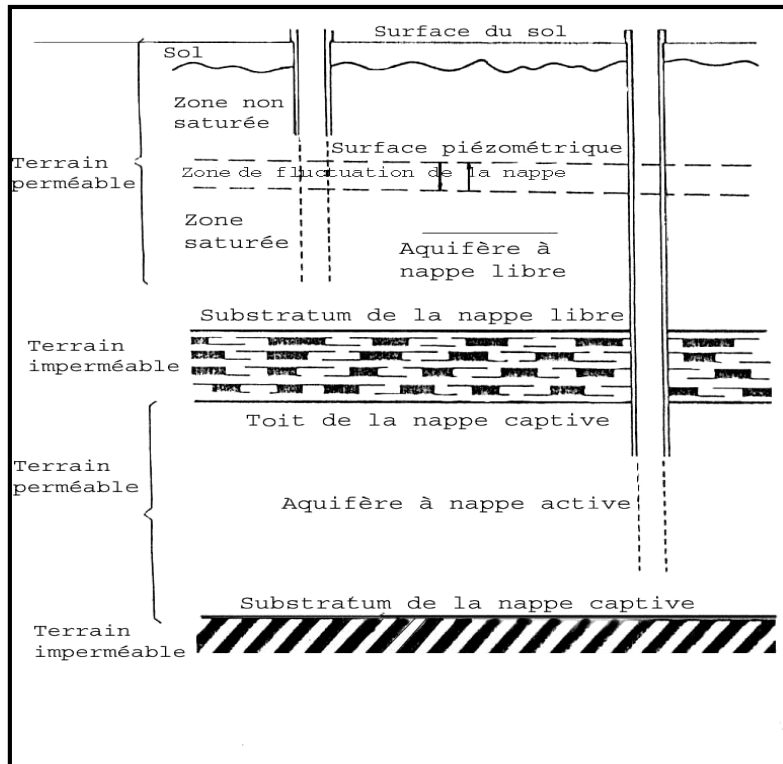 Surface du sol
Sol
Zone non
saturée
Surface piézométrique
Terrain
perméable
Zone de fluctuation de la nappe
Zone
saturée
Aquifère à
nappe libre
Substratum de la nappe libre
Terrain
imperméable
Toit de la nappe captive
Terrain
perméable
Aquifère à nappe active
Substratum de la nappe captive
Terrain
imperméable